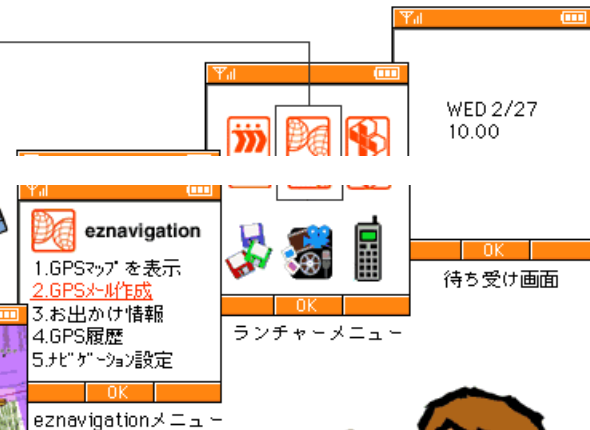 WED 2/27
10.00
OK
待ち受け画面
OK
ランチャーメニュー
eznavigation
1.GPSﾏｯﾌﾟを表示
2.GPSﾒｰﾙ作成
3.お出かけ情報
4.GPS履歴
5.ﾅﾋﾞｹﾞｰｼｮﾝ設定
OK
eznavigationメニュー